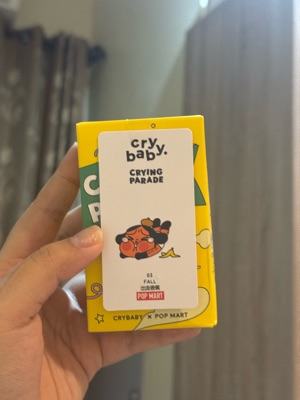 cry
baby.
CRYING
PARADE
03
FALL
POP MART
CRYBABY × POP MART